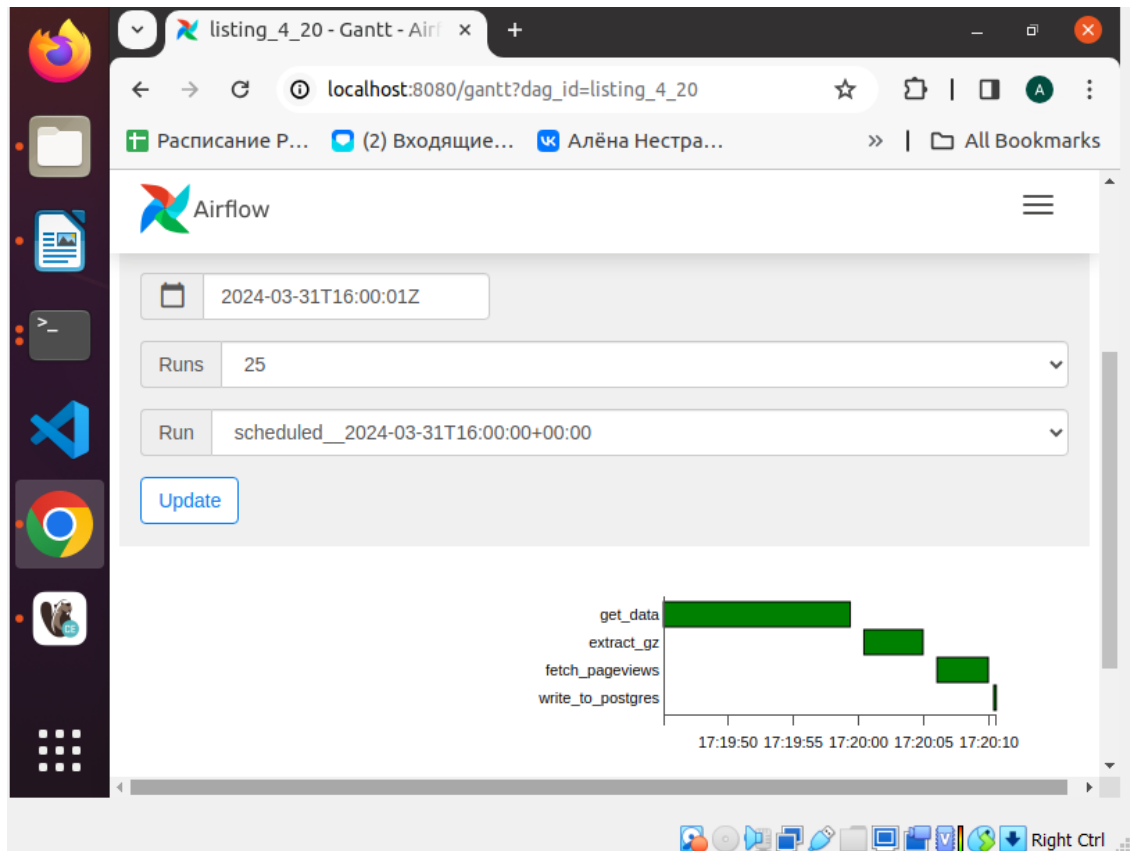 listing_4_20 - Gantt - Airf
localhost:8080/gantt?dag_id=listing_4_20
A
Расписание Р... (2) Входящие... Алёна Нестра... » All Bookmarks
Airflow
2024-03-31T16:00:01Z
Runs 25
Run scheduled__2024-03-31T16:00:00+00:00
Update
CE
get_data
extract_gz
fetch_pageviews
write_to_postgres
17:19:50 17:19:55 17:20:00 17:20:05 17:20:10
Right Ctrl